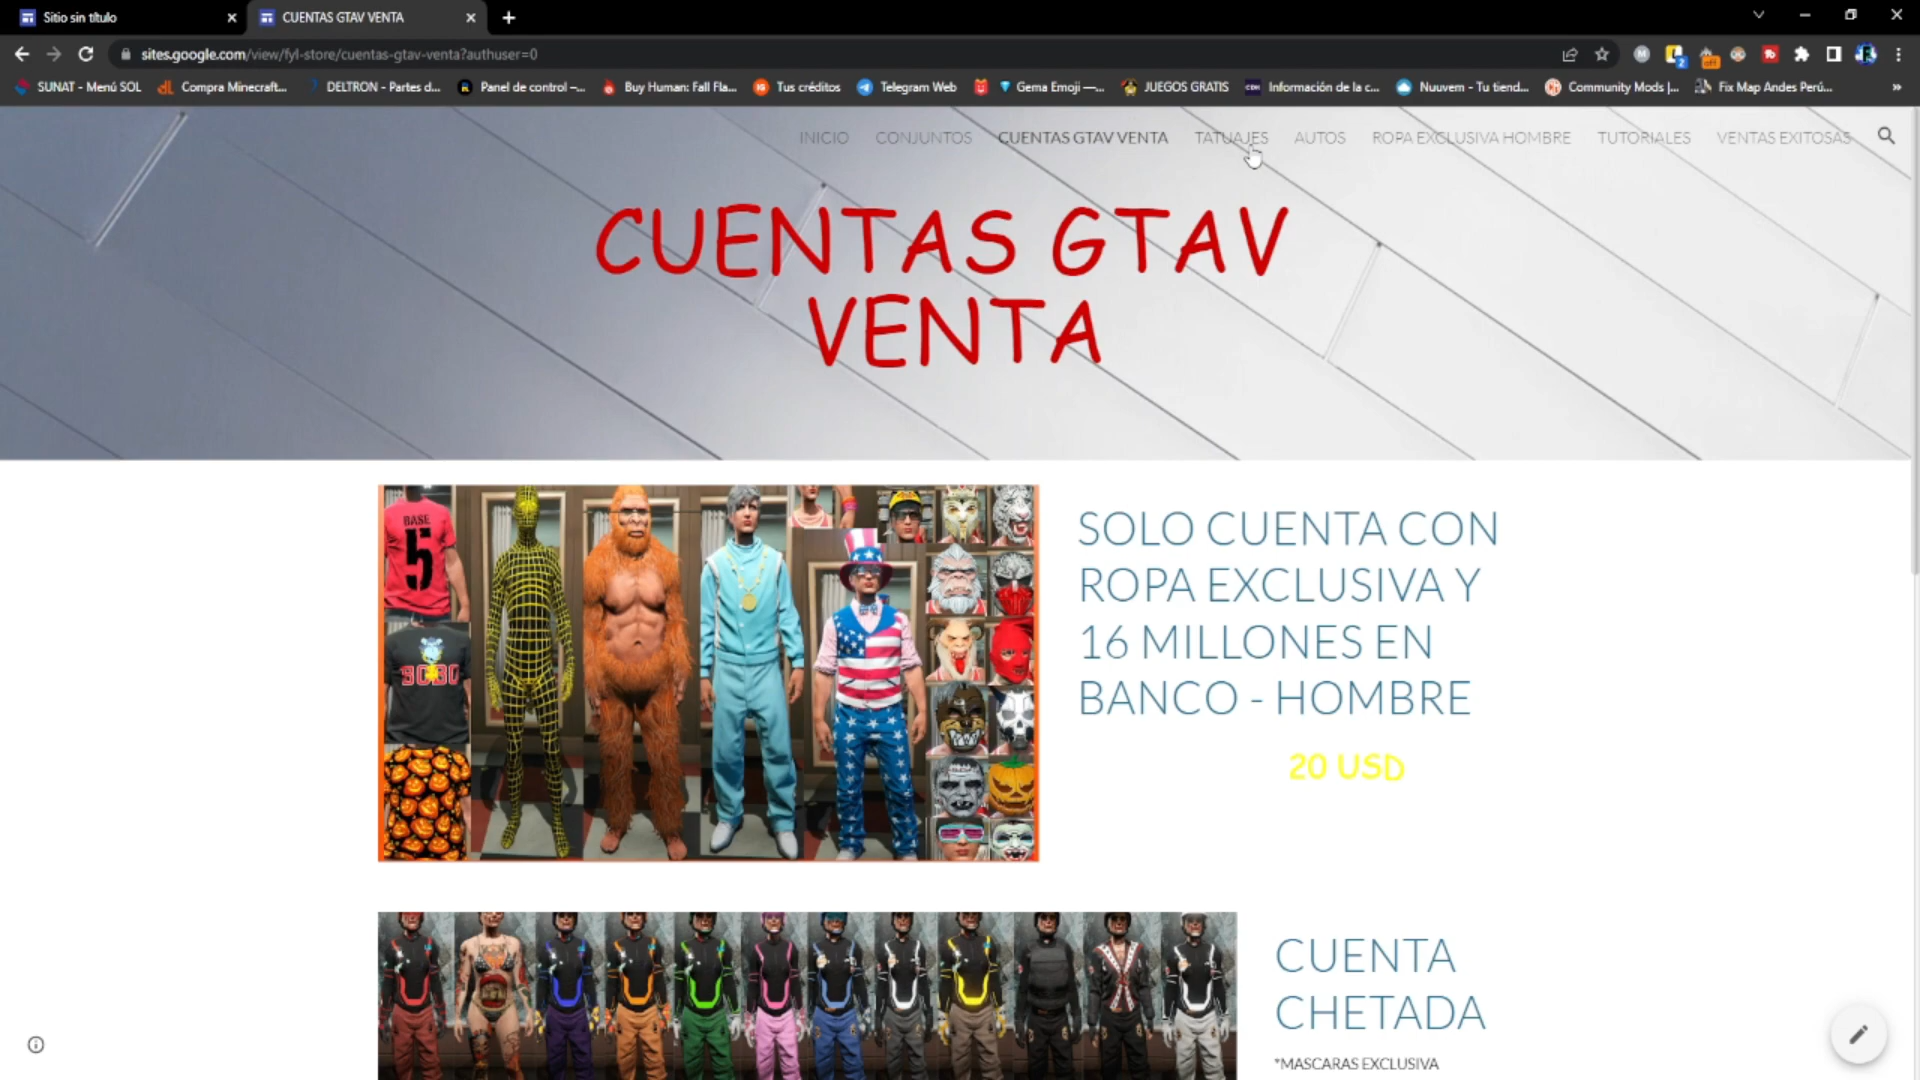 Sitio sin título
CUENTAS GTAV VENTA
sites.google.com/view/fyl-store/cuentas-gtav-venta?authuser=0
SUNAT - Menú SOL
Compra Minecraft...
DELTRON - Partes d...
Panel de control –...
Buy Human: Fall Fla...
Tus créditos
Telegram Web
Gema Emoji —...
JUEGOS GRATIS
Información de la c...
Nuuvem - Tu tiend...
Community Mods |...
Fix Map Andes Perú...
INICIO
CONJUNTOS
CUENTAS GTAV VENTA
TATUAJES
AUTOS
ROPA EXCLUSIVA HOMBRE
TUTORIALES
VENTAS EXITOSAS
CUENTAS GTAV
VENTA
BASE
5
SOLO CUENTA CON
ROPA EXCLUSIVA Y
16 MILLONES EN
BANCO - HOMBRE
20 USD
CUENTA
CHETADA
*MASCARAS EXCLUSIVA